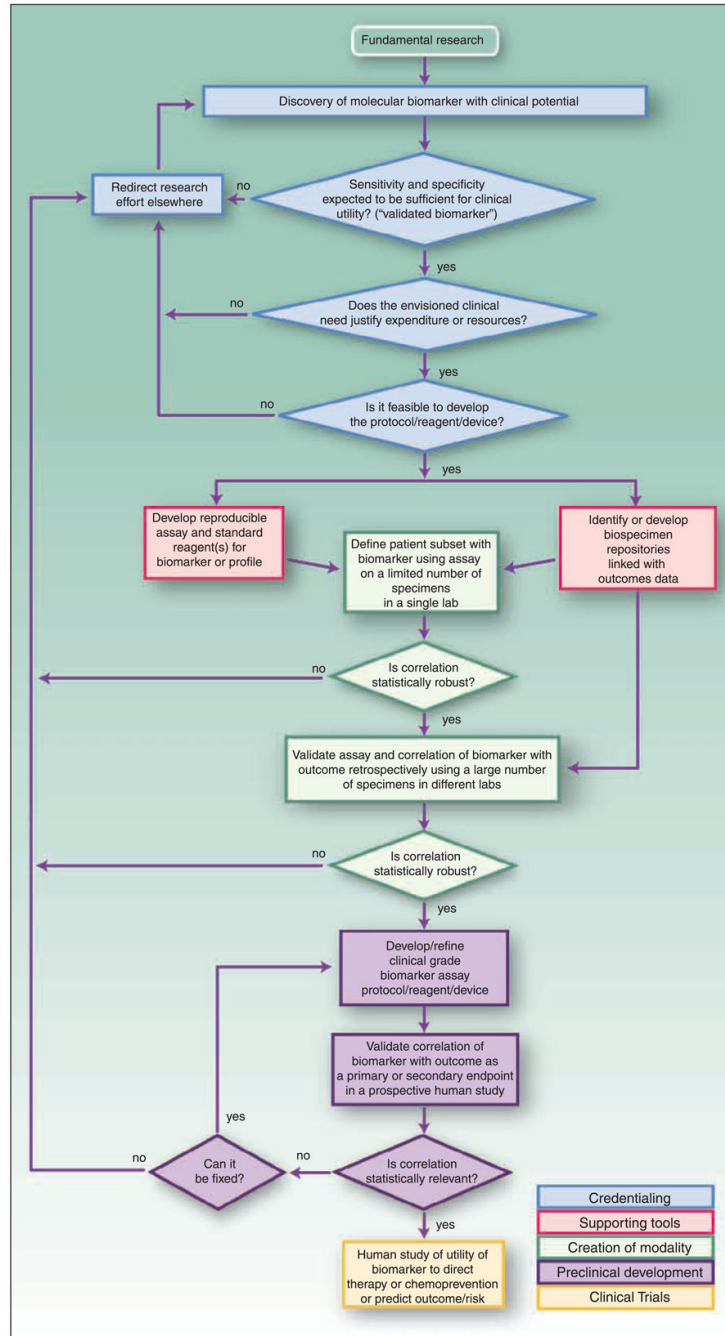 Fundamental research
Discovery of molecular biomarker with clinical potential
Redirect research
effort elsewhere
no
Sensitivity and specificity
expected to be sufficient for clinical
utility? (“validated biomarker”)
yes
no
Does the envisioned clinical
need justify expenditure or resources?
yes
no
Is it feasible to develop
the protocol/reagent/device?
yes
Develop reproducible
assay and standard
reagent(s) for
biomarker or profile
Define patient subset with
biomarker using assay
on a limited number of
specimens
in a single lab
Identify or develop
biospecimen
repositories
linked with
outcomes data
no
Is correlation
statistically robust?
yes
Validate assay and correlation of biomarker with
outcome retrospectively using a large number
of specimens in different labs
no
Is correlation
statistically robust?
yes
Develop/refine
clinical grade
biomarker assay
protocol/reagent/device
Validate correlation of
biomarker with outcome as
a primary or secondary endpoint
in a prospective human study
yes
no
Can it
be fixed?
no
Is correlation
statistically relevant?
yes
Human study of utility of
biomarker to direct
therapy or chemoprevention
or predict outcome/risk
Credentialing
Supporting tools
Creation of modality
Preclinical development
Clinical Trials